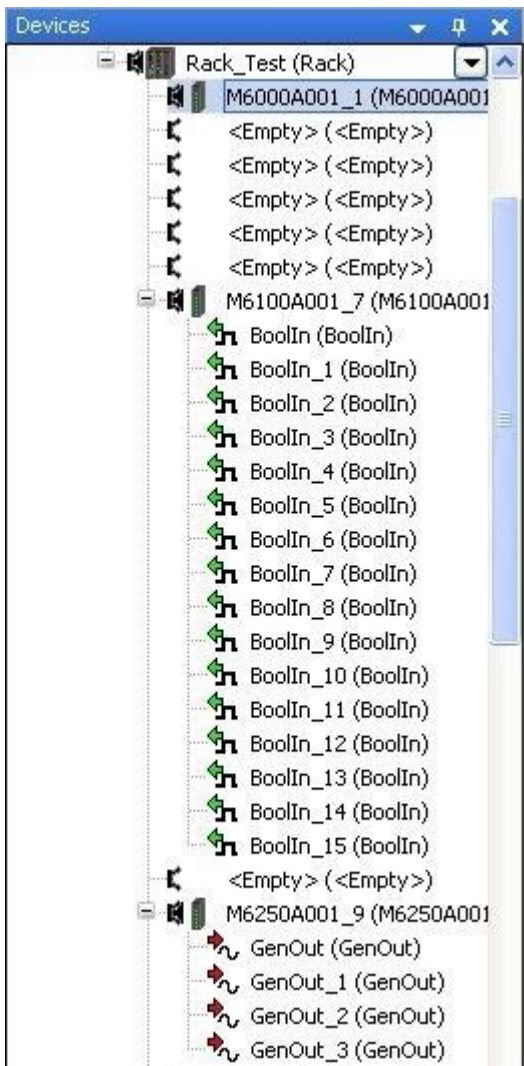 Devices
Rack_Test (Rack)
M6000A001_1 (M6000A001
<Empty> (<Empty>)
<Empty> (<Empty>)
<Empty> (<Empty>)
<Empty> (<Empty>)
<Empty> (<Empty>)
M6100A001_7 (M6100A001
BoolIn (BoolIn)
BoolIn_1 (BoolIn)
BoolIn_2 (BoolIn)
BoolIn_3 (BoolIn)
BoolIn_4 (BoolIn)
BoolIn_5 (BoolIn)
BoolIn_6 (BoolIn)
BoolIn_7 (BoolIn)
BoolIn_8 (BoolIn)
BoolIn_9 (BoolIn)
BoolIn_10 (BoolIn)
BoolIn_11 (BoolIn)
BoolIn_12 (BoolIn)
BoolIn_13 (BoolIn)
BoolIn_14 (BoolIn)
BoolIn_15 (BoolIn)
<Empty> (<Empty>)
M6250A001_9 (M6250A001
GenOut (GenOut)
GenOut_1 (GenOut)
GenOut_2 (GenOut)
GenOut_3 (GenOut)